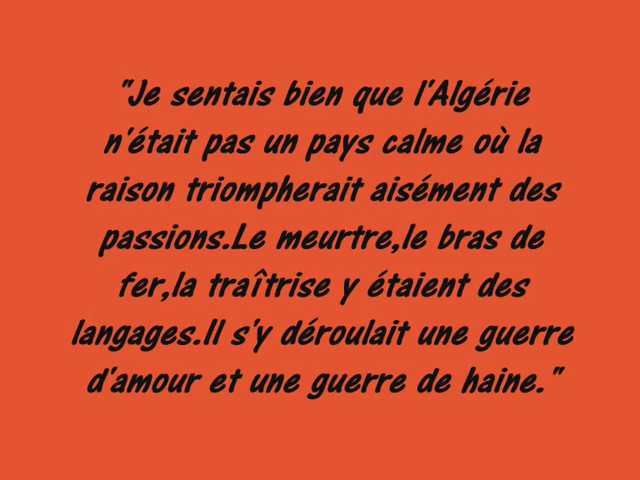 "Je sentais bien que l'Algérie
n'était pas un pays calme où la
raison triompherait aisément des
passions.Le meurtre,le bras de
fer,la traîtrise y étaient des
langages.Il s'y déroulait une guerre
d'amour et une guerre de haine."